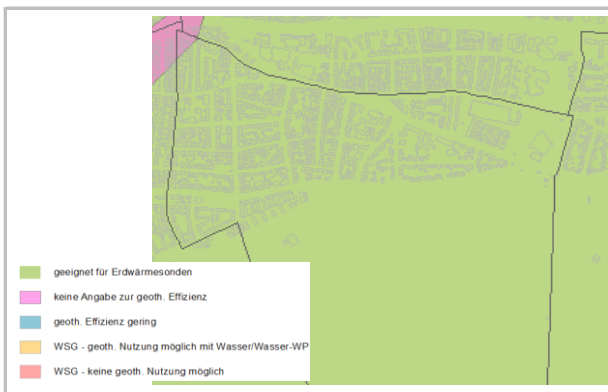 geeignet für Erdwärmesonden
keine Angabe zur geoth. Effizienz
geoth. Effizienz gering
WSG - geoth. Nutzung möglich mit Wasser/Wasser-WP
WSG - keine geoth. Nutzung möglich